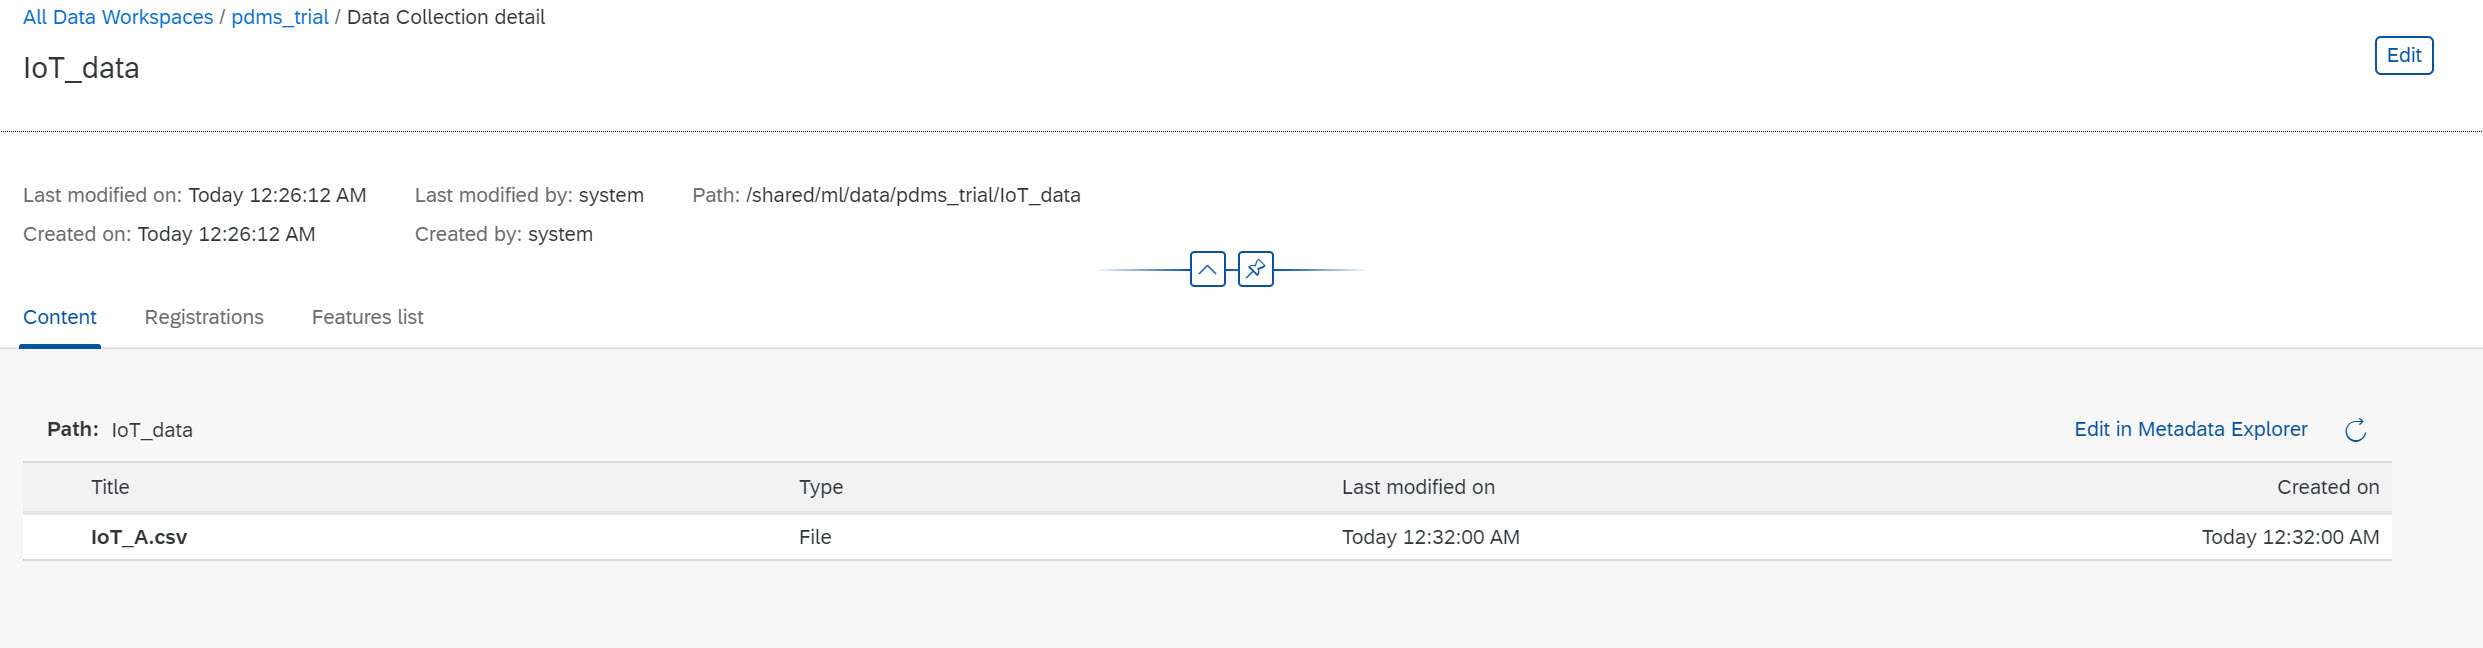 All Data Workspaces / pdms_trial / Data Collection detail
IoT_data
Edit
Last modified on: Today 12:26:12 AM Last modified by: system Path: /shared/ml/data/pdms_trial/IoT_data
Created on: Today 12:26:12 AM Created by: system
Content Registrations Features list
Path: IoT_data Edit in Metadata Explorer
Title Type Last modified on Created on
IoT_A.csv File Today 12:32:00 AM Today 12:32:00 AM